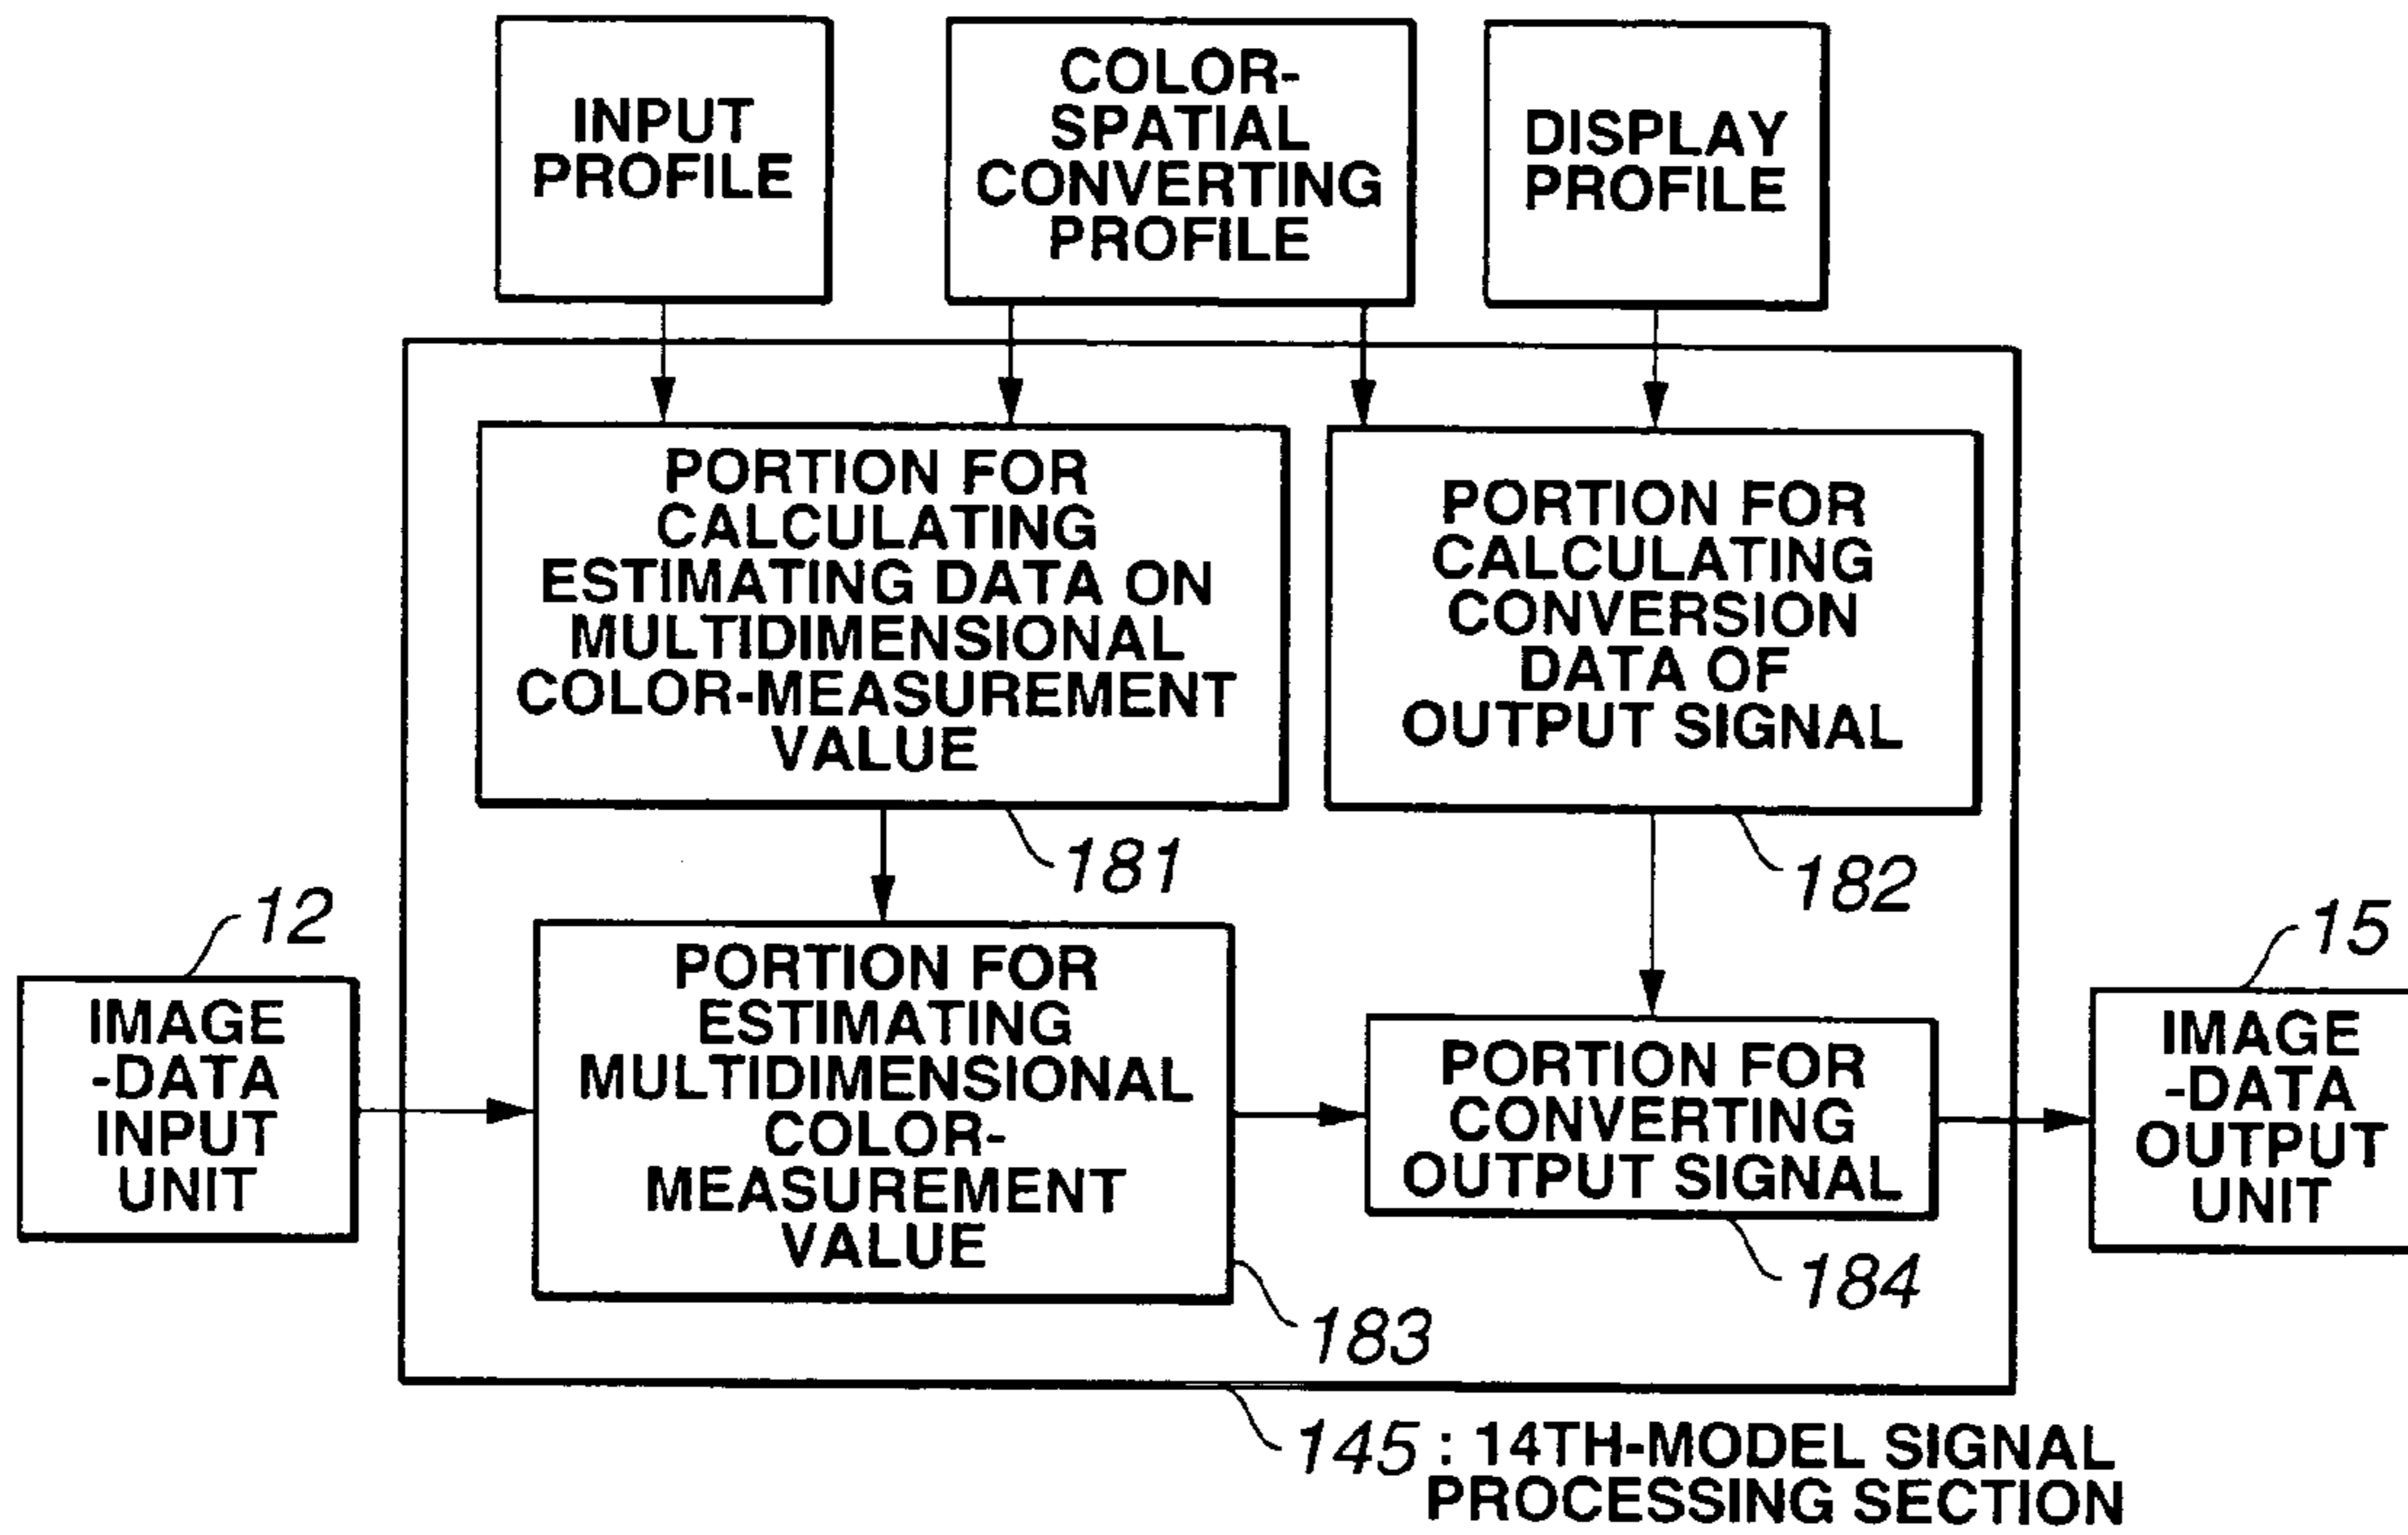 INPUT
PROFILE
COLOR-
SPATIAL
CONVERTING
PROFILE
DISPLAY
PROFILE
PORTION FOR
CALCULATING
ESTIMATING DATA ON
MULTIDIMENSIONAL
COLOR-MEASUREMENT
VALUE
181
PORTION FOR
CALCULATING
CONVERSION
DATA OF
OUTPUT SIGNAL
182
12
IMAGE
-DATA
INPUT
UNIT
PORTION FOR
ESTIMATING
MULTIDIMENSIONAL
COLOR-
MEASUREMENT
VALUE
183
PORTION FOR
CONVERTING
OUTPUT SIGNAL
184
15
IMAGE
-DATA
OUTPUT
UNIT
145 : 14TH-MODEL SIGNAL
PROCESSING SECTION